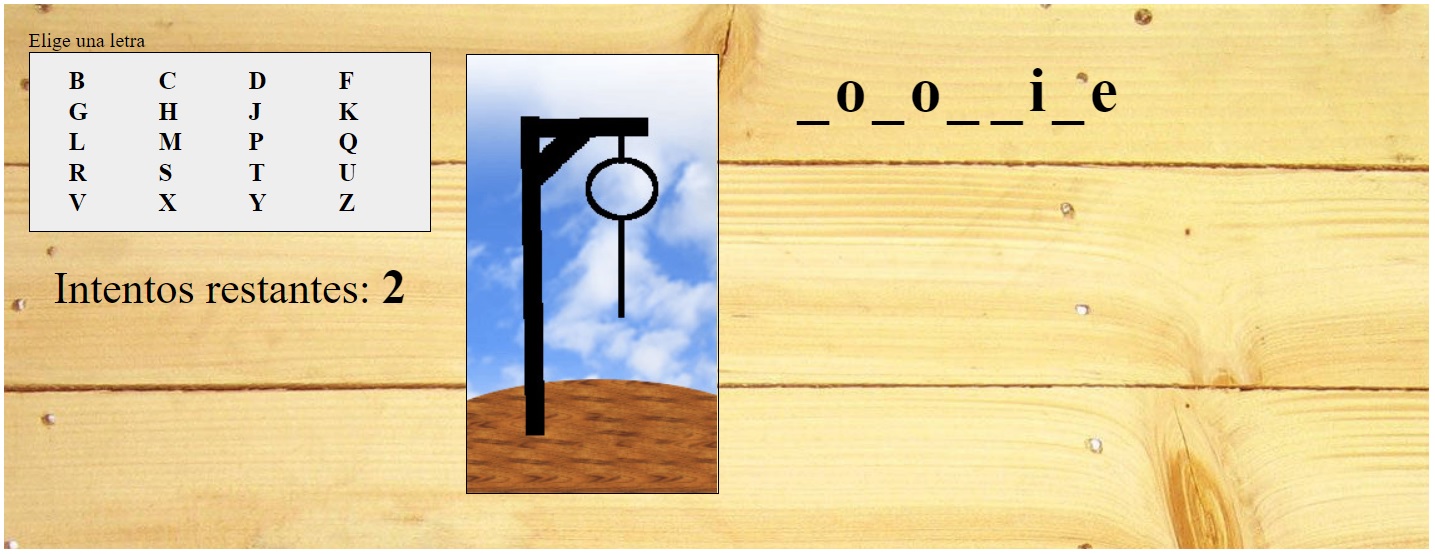 Elige una letra
B C D F
G H J K
L M P Q
R S T U
V X Y Z
Intentos restantes: 2
_o_o__i_e